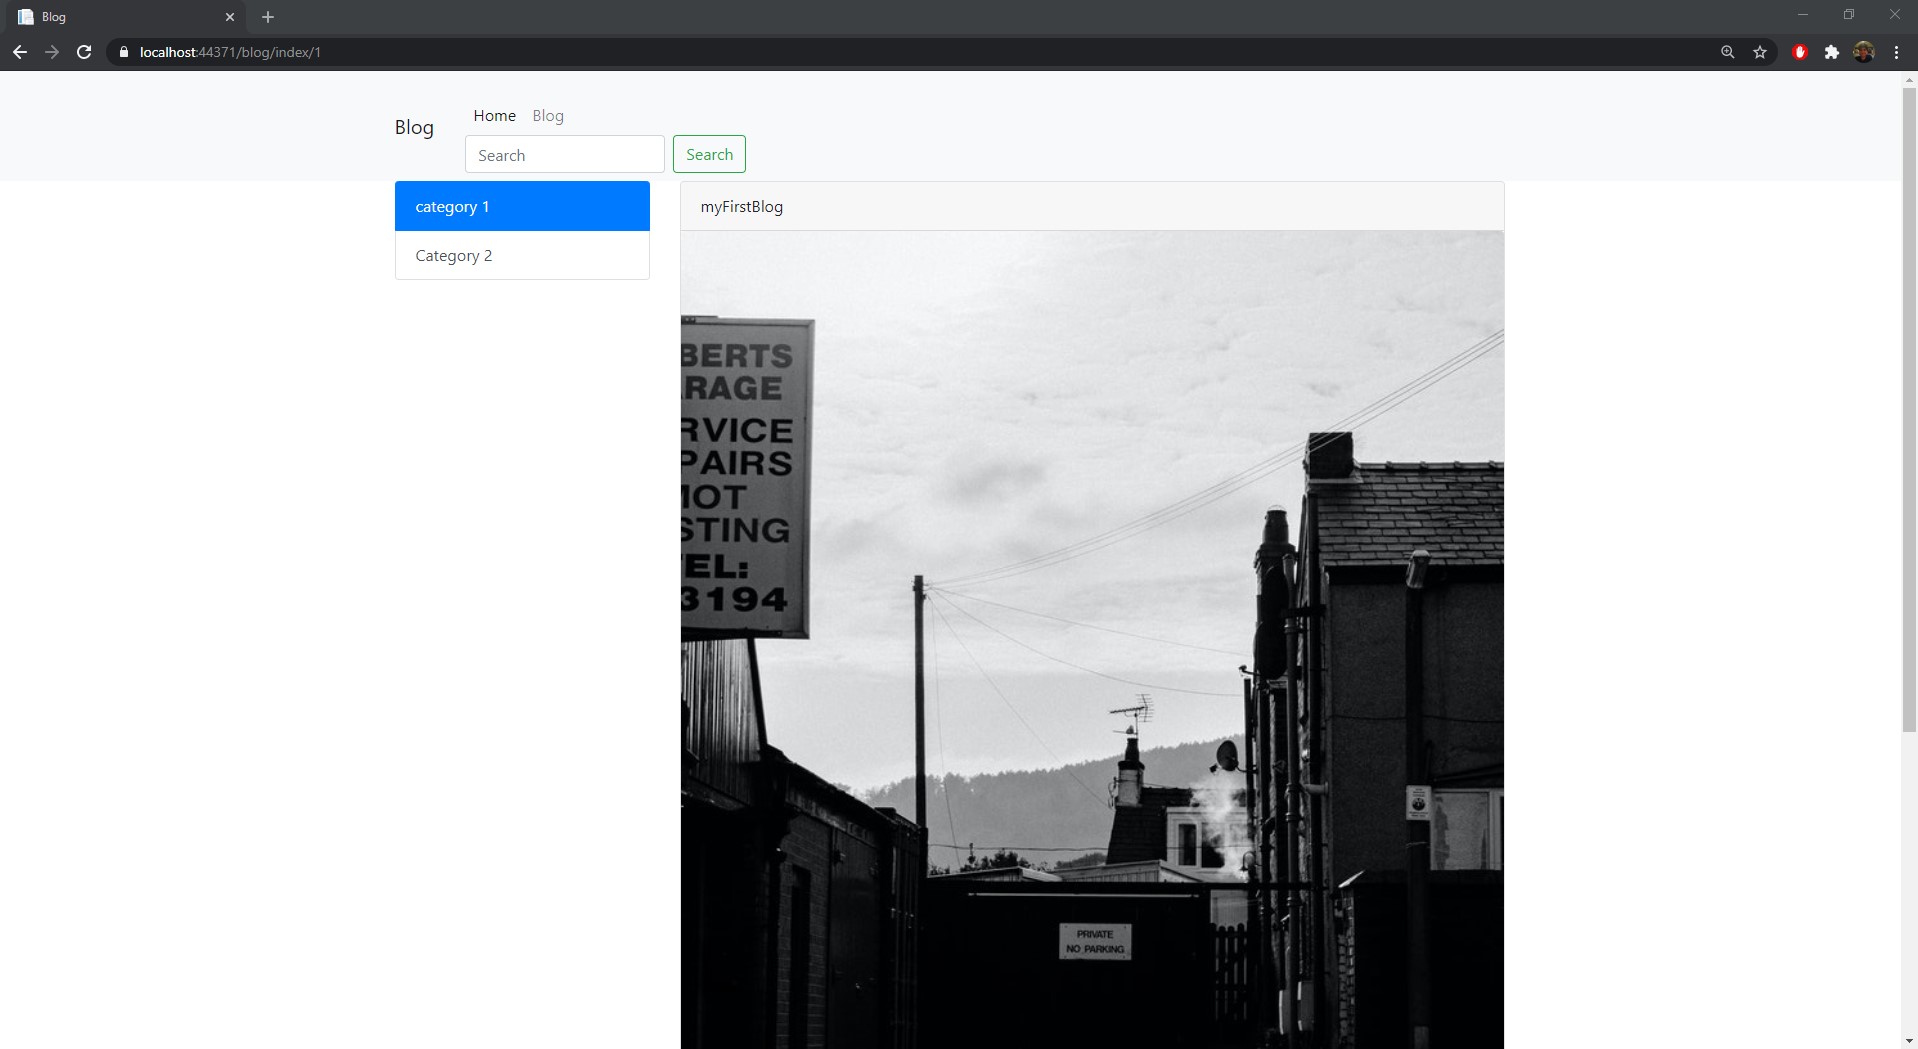 Blog
localhost:44371/blog/index/1
Blog
Home Blog
Search Search
category 1
Category 2
myFirstBlog
BERTS
RAGE
RVICE
PAIRS
MOT
STING
EL:
3194
PRIVATE
NO PARKING